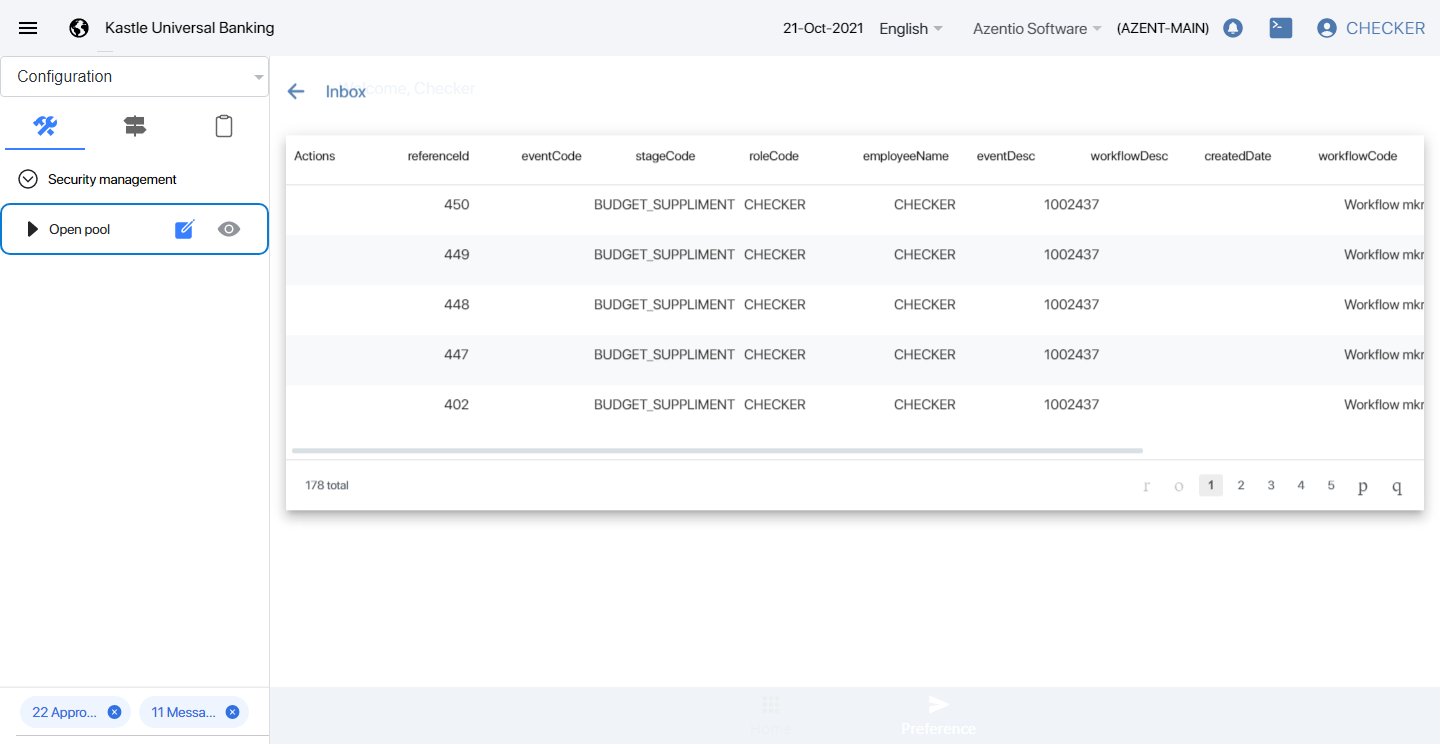 Kastle Universal Banking 21-Oct-2021 English Azentio Software (AZENT-MAIN) CHECKER
Configuration
Security management
Open pool
Inbox
come, Checker
Actions referenceId eventCode stageCode roleCode employeeName eventDesc workflowDesc createdDate workflowCode
450 BUDGET_SUPPLIMENT CHECKER CHECKER 1002437 Workflow mkr
449 BUDGET_SUPPLIMENT CHECKER CHECKER 1002437 Workflow mkr
448 BUDGET_SUPPLIMENT CHECKER CHECKER 1002437 Workflow mkr
447 BUDGET_SUPPLIMENT CHECKER CHECKER 1002437 Workflow mkr
402 BUDGET_SUPPLIMENT CHECKER CHECKER 1002437 Workflow mkr
178 total r o 1 2 3 4 5 p q
22 Appro... 11 Messa...
Preference